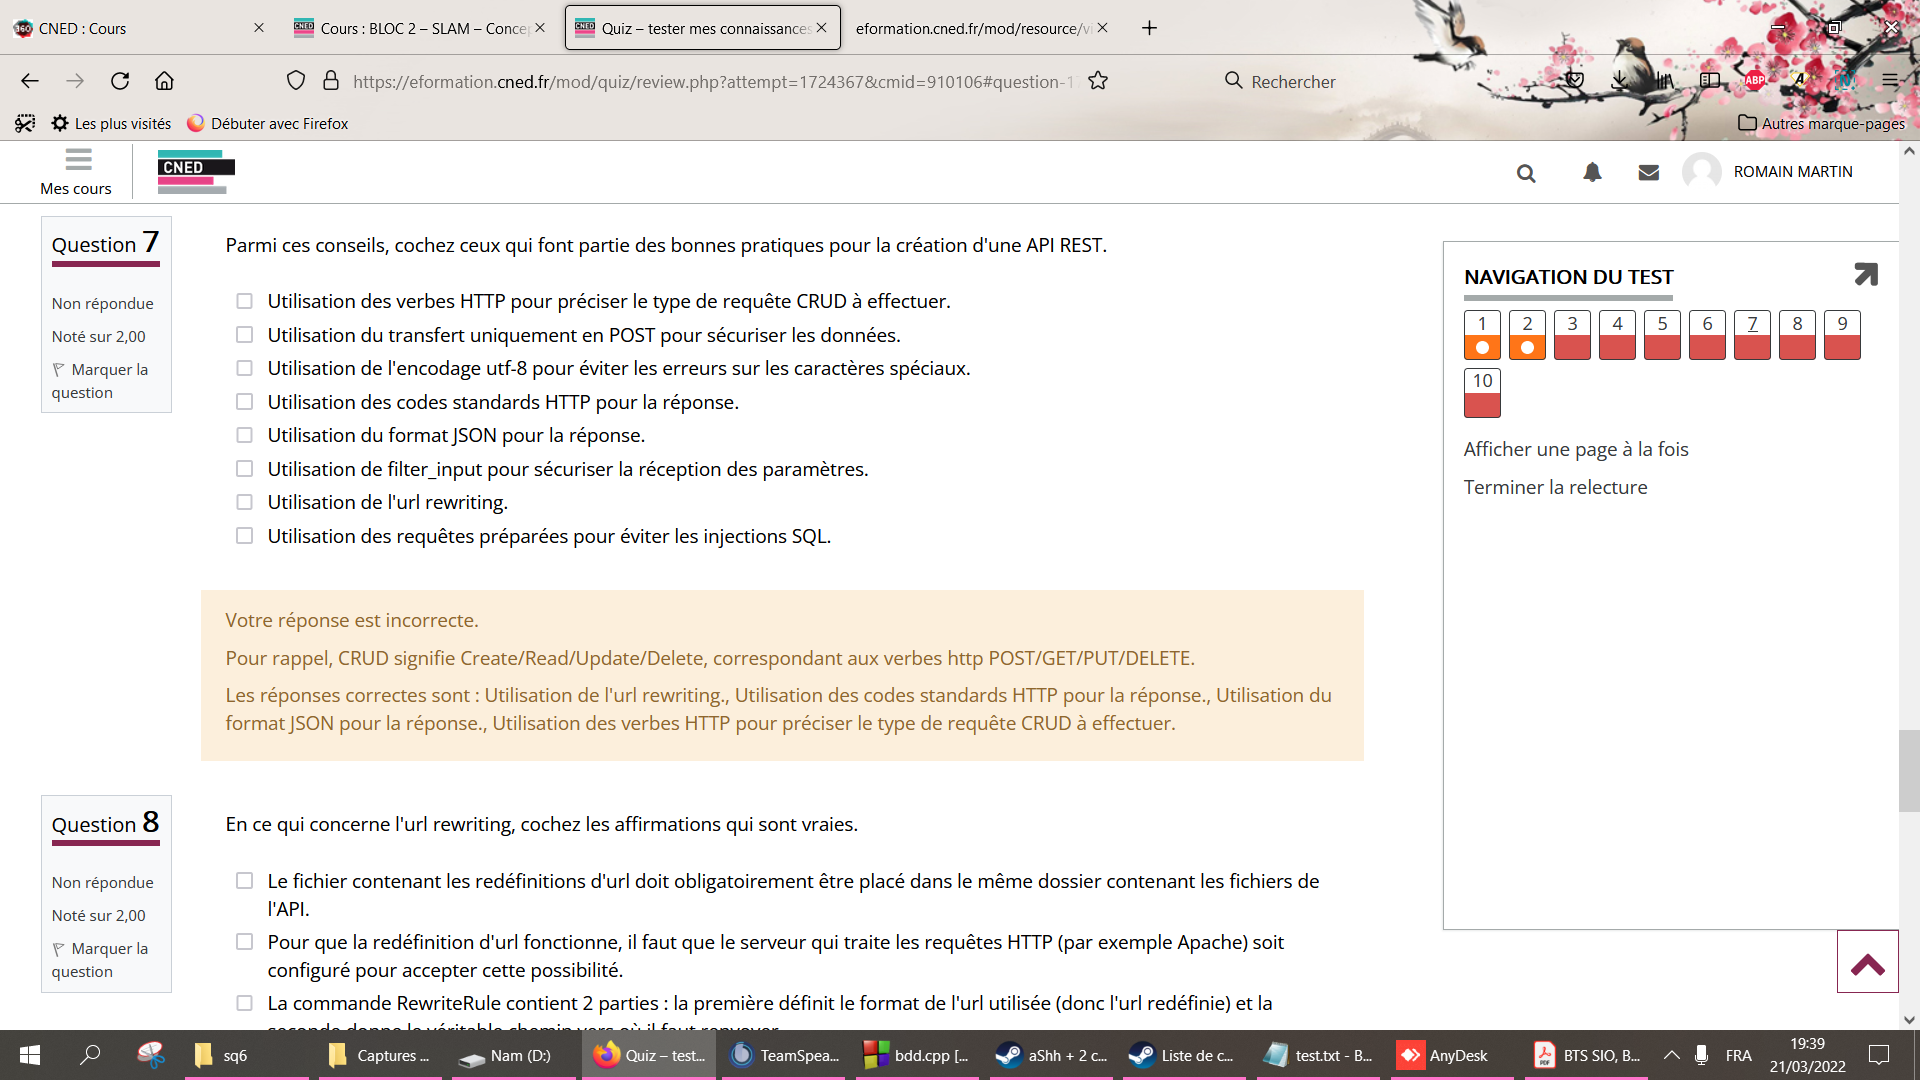 CNED : Cours
Cours : BLOC 2 – SLAM – Conce
Quiz – tester mes connaissances
eformation.cned.fr/mod/resource/vi
https://eformation.cned.fr/mod/quiz/review.php?attempt=1724367&cmid=910106#question-1
Rechercher
ABP
Les plus visités
Débuter avec Firefox
Autres marque-pages
Mes cours
CNED
ROMAIN MARTIN
Question 7
Non répondue
Noté sur 2,00
Marquer la
question
Parmi ces conseils, cochez ceux qui font partie des bonnes pratiques pour la création d'une API REST.
Utilisation des verbes HTTP pour préciser le type de requête CRUD à effectuer.
Utilisation du transfert uniquement en POST pour sécuriser les données.
Utilisation de l'encodage utf-8 pour éviter les erreurs sur les caractères spéciaux.
Utilisation des codes standards HTTP pour la réponse.
Utilisation du format JSON pour la réponse.
Utilisation de filter_input pour sécuriser la réception des paramètres.
Utilisation de l'url rewriting.
Utilisation des requêtes préparées pour éviter les injections SQL.
Votre réponse est incorrecte.
Pour rappel, CRUD signifie Create/Read/Update/Delete, correspondant aux verbes http POST/GET/PUT/DELETE.
Les réponses correctes sont : Utilisation de l'url rewriting., Utilisation des codes standards HTTP pour la réponse., Utilisation du
format JSON pour la réponse., Utilisation des verbes HTTP pour préciser le type de requête CRUD à effectuer.
NAVIGATION DU TEST
1 2 3 4 5 6 7 8 9
10
Afficher une page à la fois
Terminer la relecture
Question 8
Non répondue
Noté sur 2,00
Marquer la
question
En ce qui concerne l'url rewriting, cochez les affirmations qui sont vraies.
Le fichier contenant les redéfinitions d'url doit obligatoirement être placé dans le même dossier contenant les fichiers de
l'API.
Pour que la redéfinition d'url fonctionne, il faut que le serveur qui traite les requêtes HTTP (par exemple Apache) soit
configuré pour accepter cette possibilité.
La commande RewriteRule contient 2 parties : la première définit le format de l'url utilisée (donc l'url redéfinie) et la
seconde donne le véritable chemin vers où il faut renvoyer.
sq6
Captures ...
Nam (D:)
Quiz – test...
TeamSpea...
bdd.cpp [...
aShh + 2 c...
Liste de c...
test.txt - B...
AnyDesk
BTS SIO, B...
FRA
19:39
21/03/2022